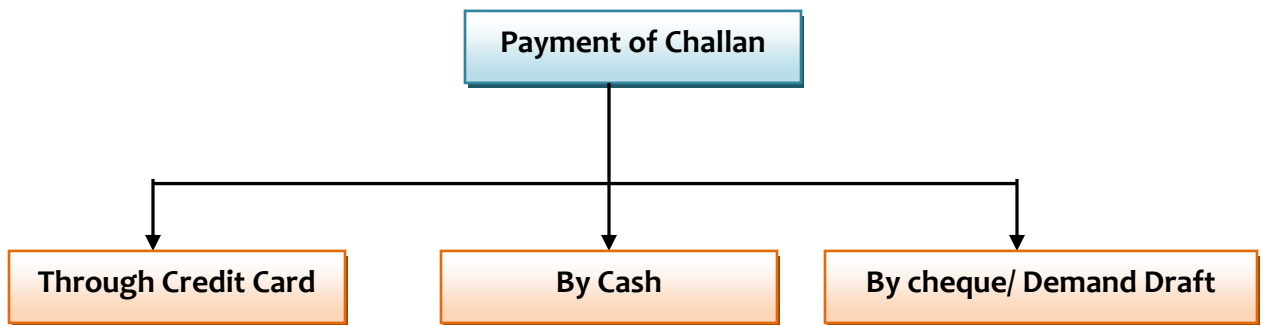 Payment of Challan
Through Credit Card
By Cash
By cheque/ Demand Draft